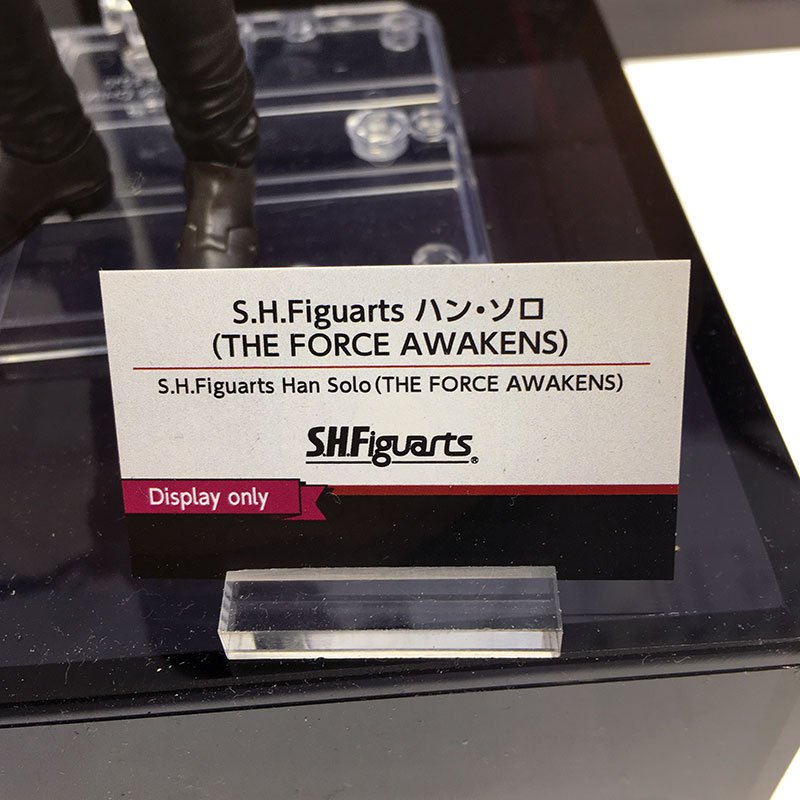 S.H.Figuarts ハン・ソロ
(THE FORCE AWAKENS)
S.H.Figuarts Han Solo (THE FORCE AWAKENS)
S.H.Figuarts®
Display only